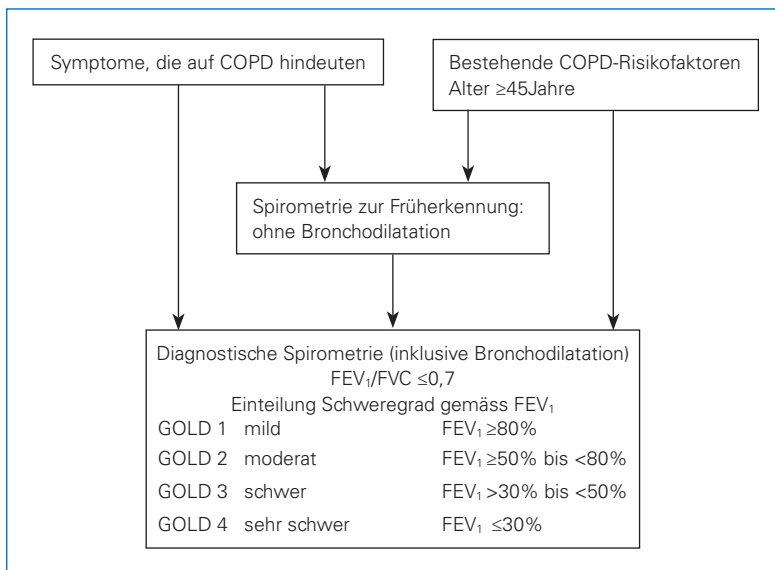 Symptome, die auf COPD hindeuten
Bestehende COPD-Risikofaktoren
Alter ≥45Jahre
Spirometrie zur Früherkennung:
ohne Bronchodilatation
Diagnostische Spirometrie (inklusive Bronchodilatation)
FEV₁/FVC ≤0,7
Einteilung Schweregrad gemäss FEV₁
GOLD 1 mild FEV₁ ≥80%
GOLD 2 moderat FEV₁ ≥50% bis <80%
GOLD 3 schwer FEV₁ >30% bis <50%
GOLD 4 sehr schwer FEV₁ ≤30%